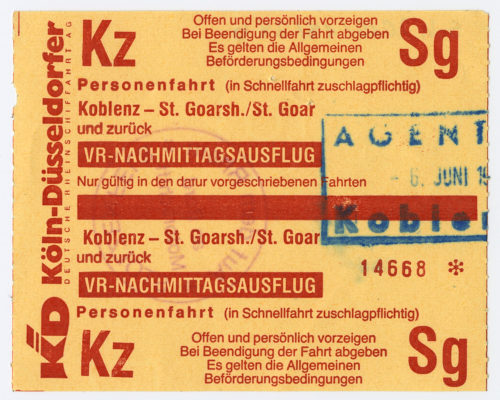 Kz
Offen und persönlich vorzeigen
Bei Beendigung der Fahrt abgeben
Es gelten die Allgemeinen
Beförderungsbedingungen
Sg
Personenfahrt (in Schnellfahrt zuschlagpflichtig)
Koblenz – St. Goarsh./St. Goar
und zurück
VR-NACHMITTAGSAUSFLUG
Nur gültig in den dafür vorgeschriebenen Fahrten
AGENT
- 6. JUNI 19
Koble
Koblenz – St. Goarsh./St. Goar
und zurück
14668 *
VR-NACHMITTAGSAUSFLUG
Personenfahrt (in Schnellfahrt zuschlagpflichtig)
Kz
Offen und persönlich vorzeigen
Bei Beendigung der Fahrt abgeben
Es gelten die Allgemeinen
Beförderungsbedingungen
Sg
KD Köln-Düsseldorfer
DEUTSCHE RHEINSCHIFFAHRT AG